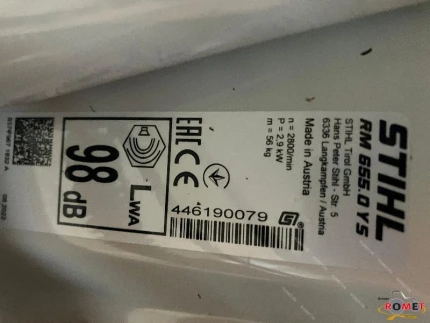 STIHL
RM 655.0 YS
STIHL Tirol GmbH
Hans Peter Stihl - Str. 5
6336 Langkampfen / Austria
Made in Austria
n = 2800/min
P = 2,9 kW
m = 56 kg
446190079
EAC CE
LWA
98 dB
ROMET